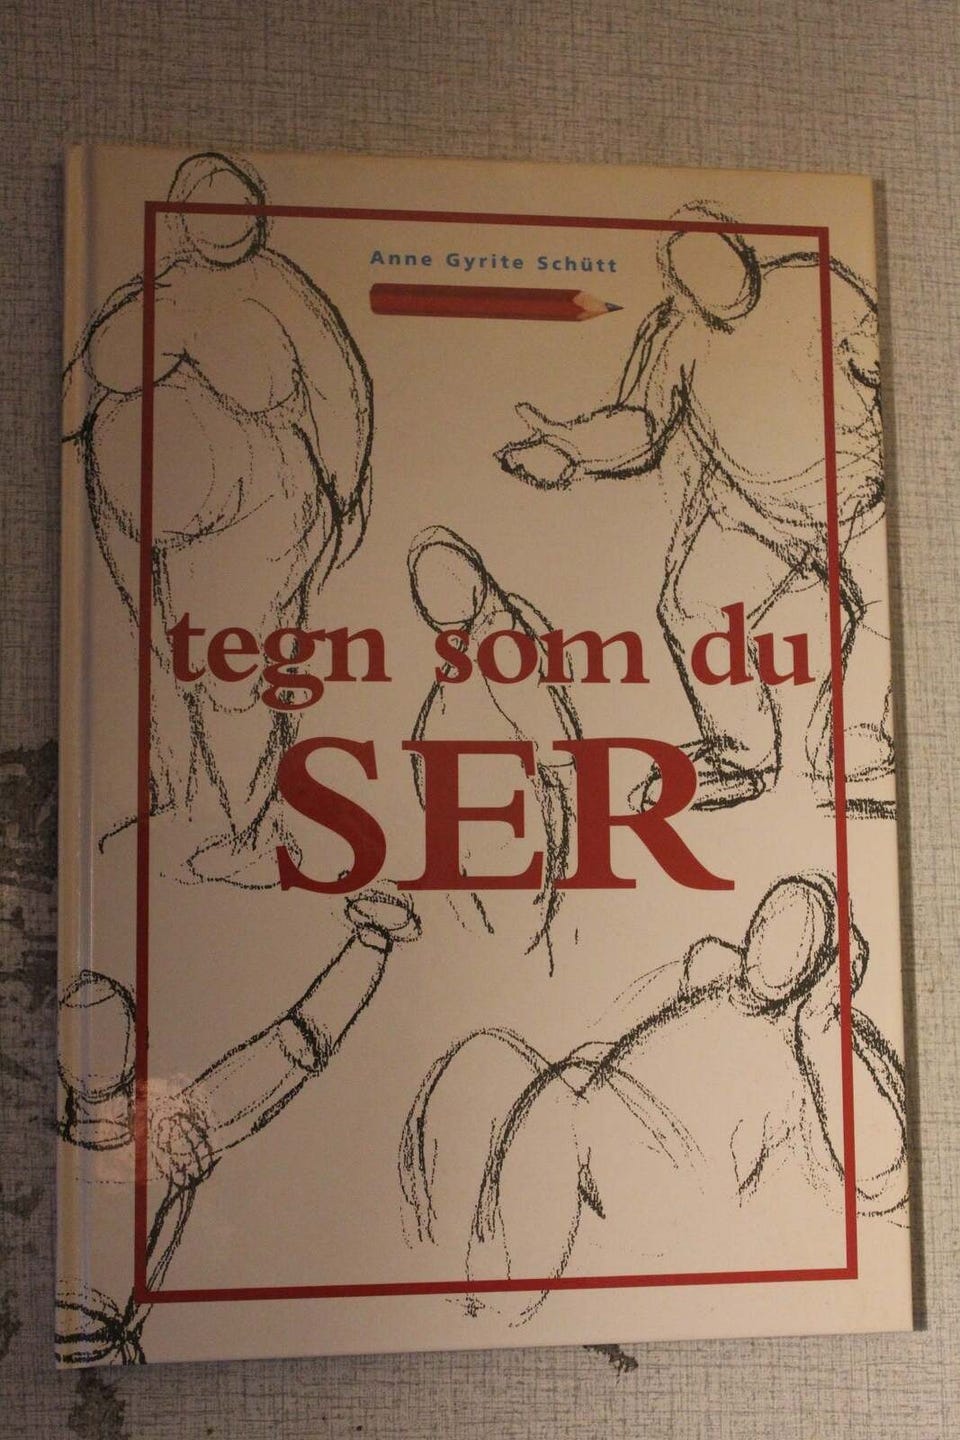 Anne Gyrite Schütt
tegn som du
SER